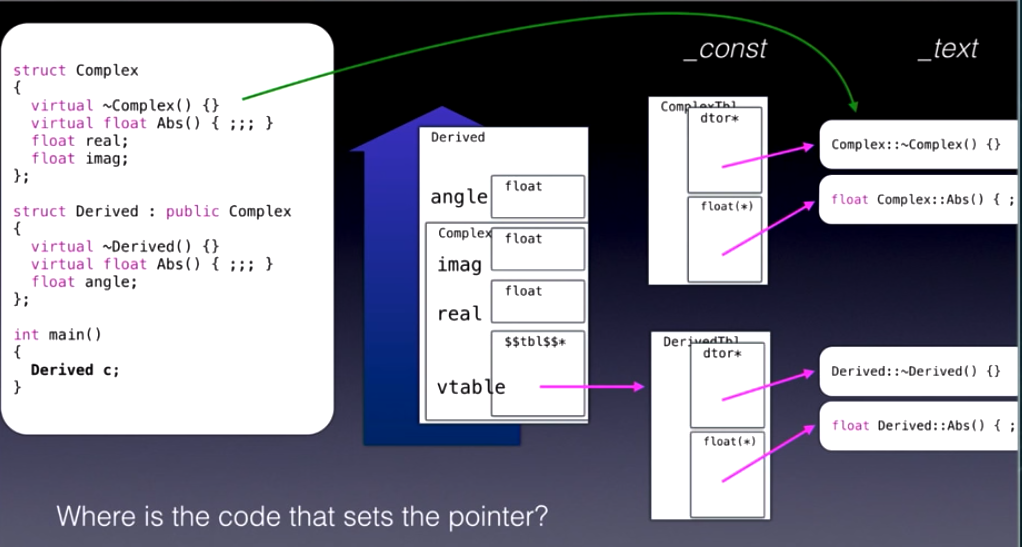 struct Complex
{
  virtual ~Complex() {}
  virtual float Abs() { ;;; }
  float real;
  float imag;
};
struct Derived : public Complex
{
  virtual ~Derived() {}
  virtual float Abs() { ;;; }
  float angle;
};
int main()
{
  Derived c;
}
Derived
angle float
Complex float
imag
float
real
$$tbl$$*
vtable
_const
ComplexTbl
dtor*
float(*)
DerivedTbl
dtor*
float(*)
_text
Complex::~Complex() {}
float Complex::Abs() { ;
Derived::~Derived() {}
float Derived::Abs() { ;
Where is the code that sets the pointer?